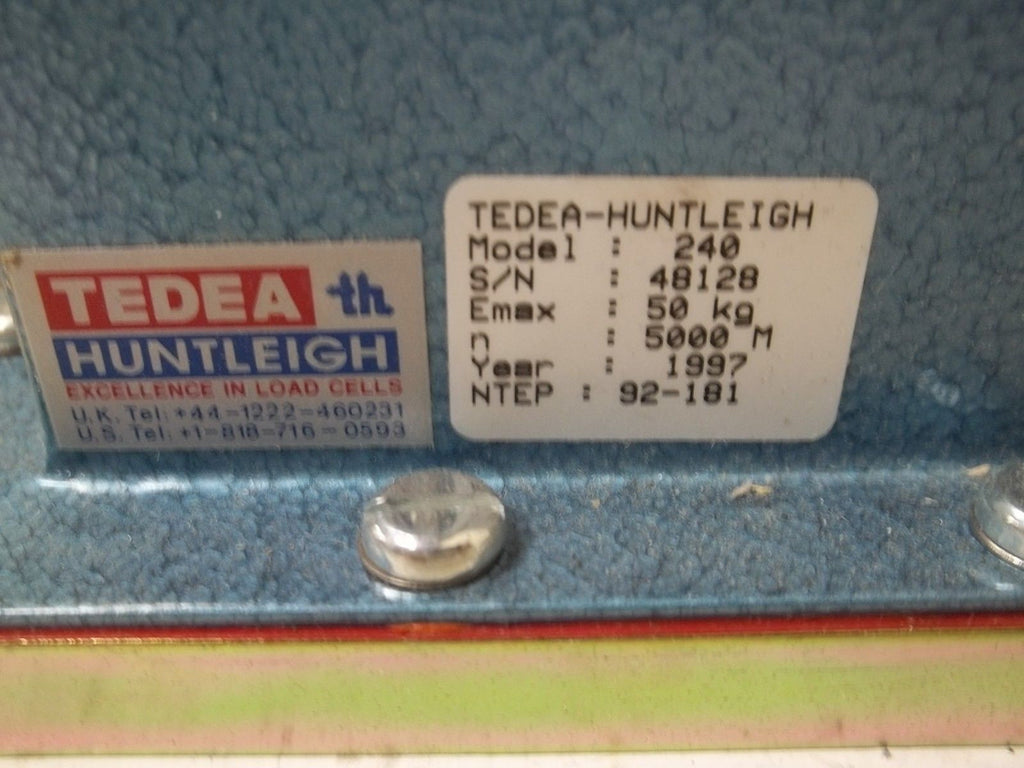 TEDEA th
HUNTLEIGH
EXCELLENCE IN LOAD CELLS
U.K. Tel: +44-1222-460231
U.S. Tel: +1-818-716-0593
TEDEA-HUNTLEIGH
Model : 240
S/N : 48128
Emax : 50 kg
n : 5000 M
Year : 1997
NTEP : 92-181